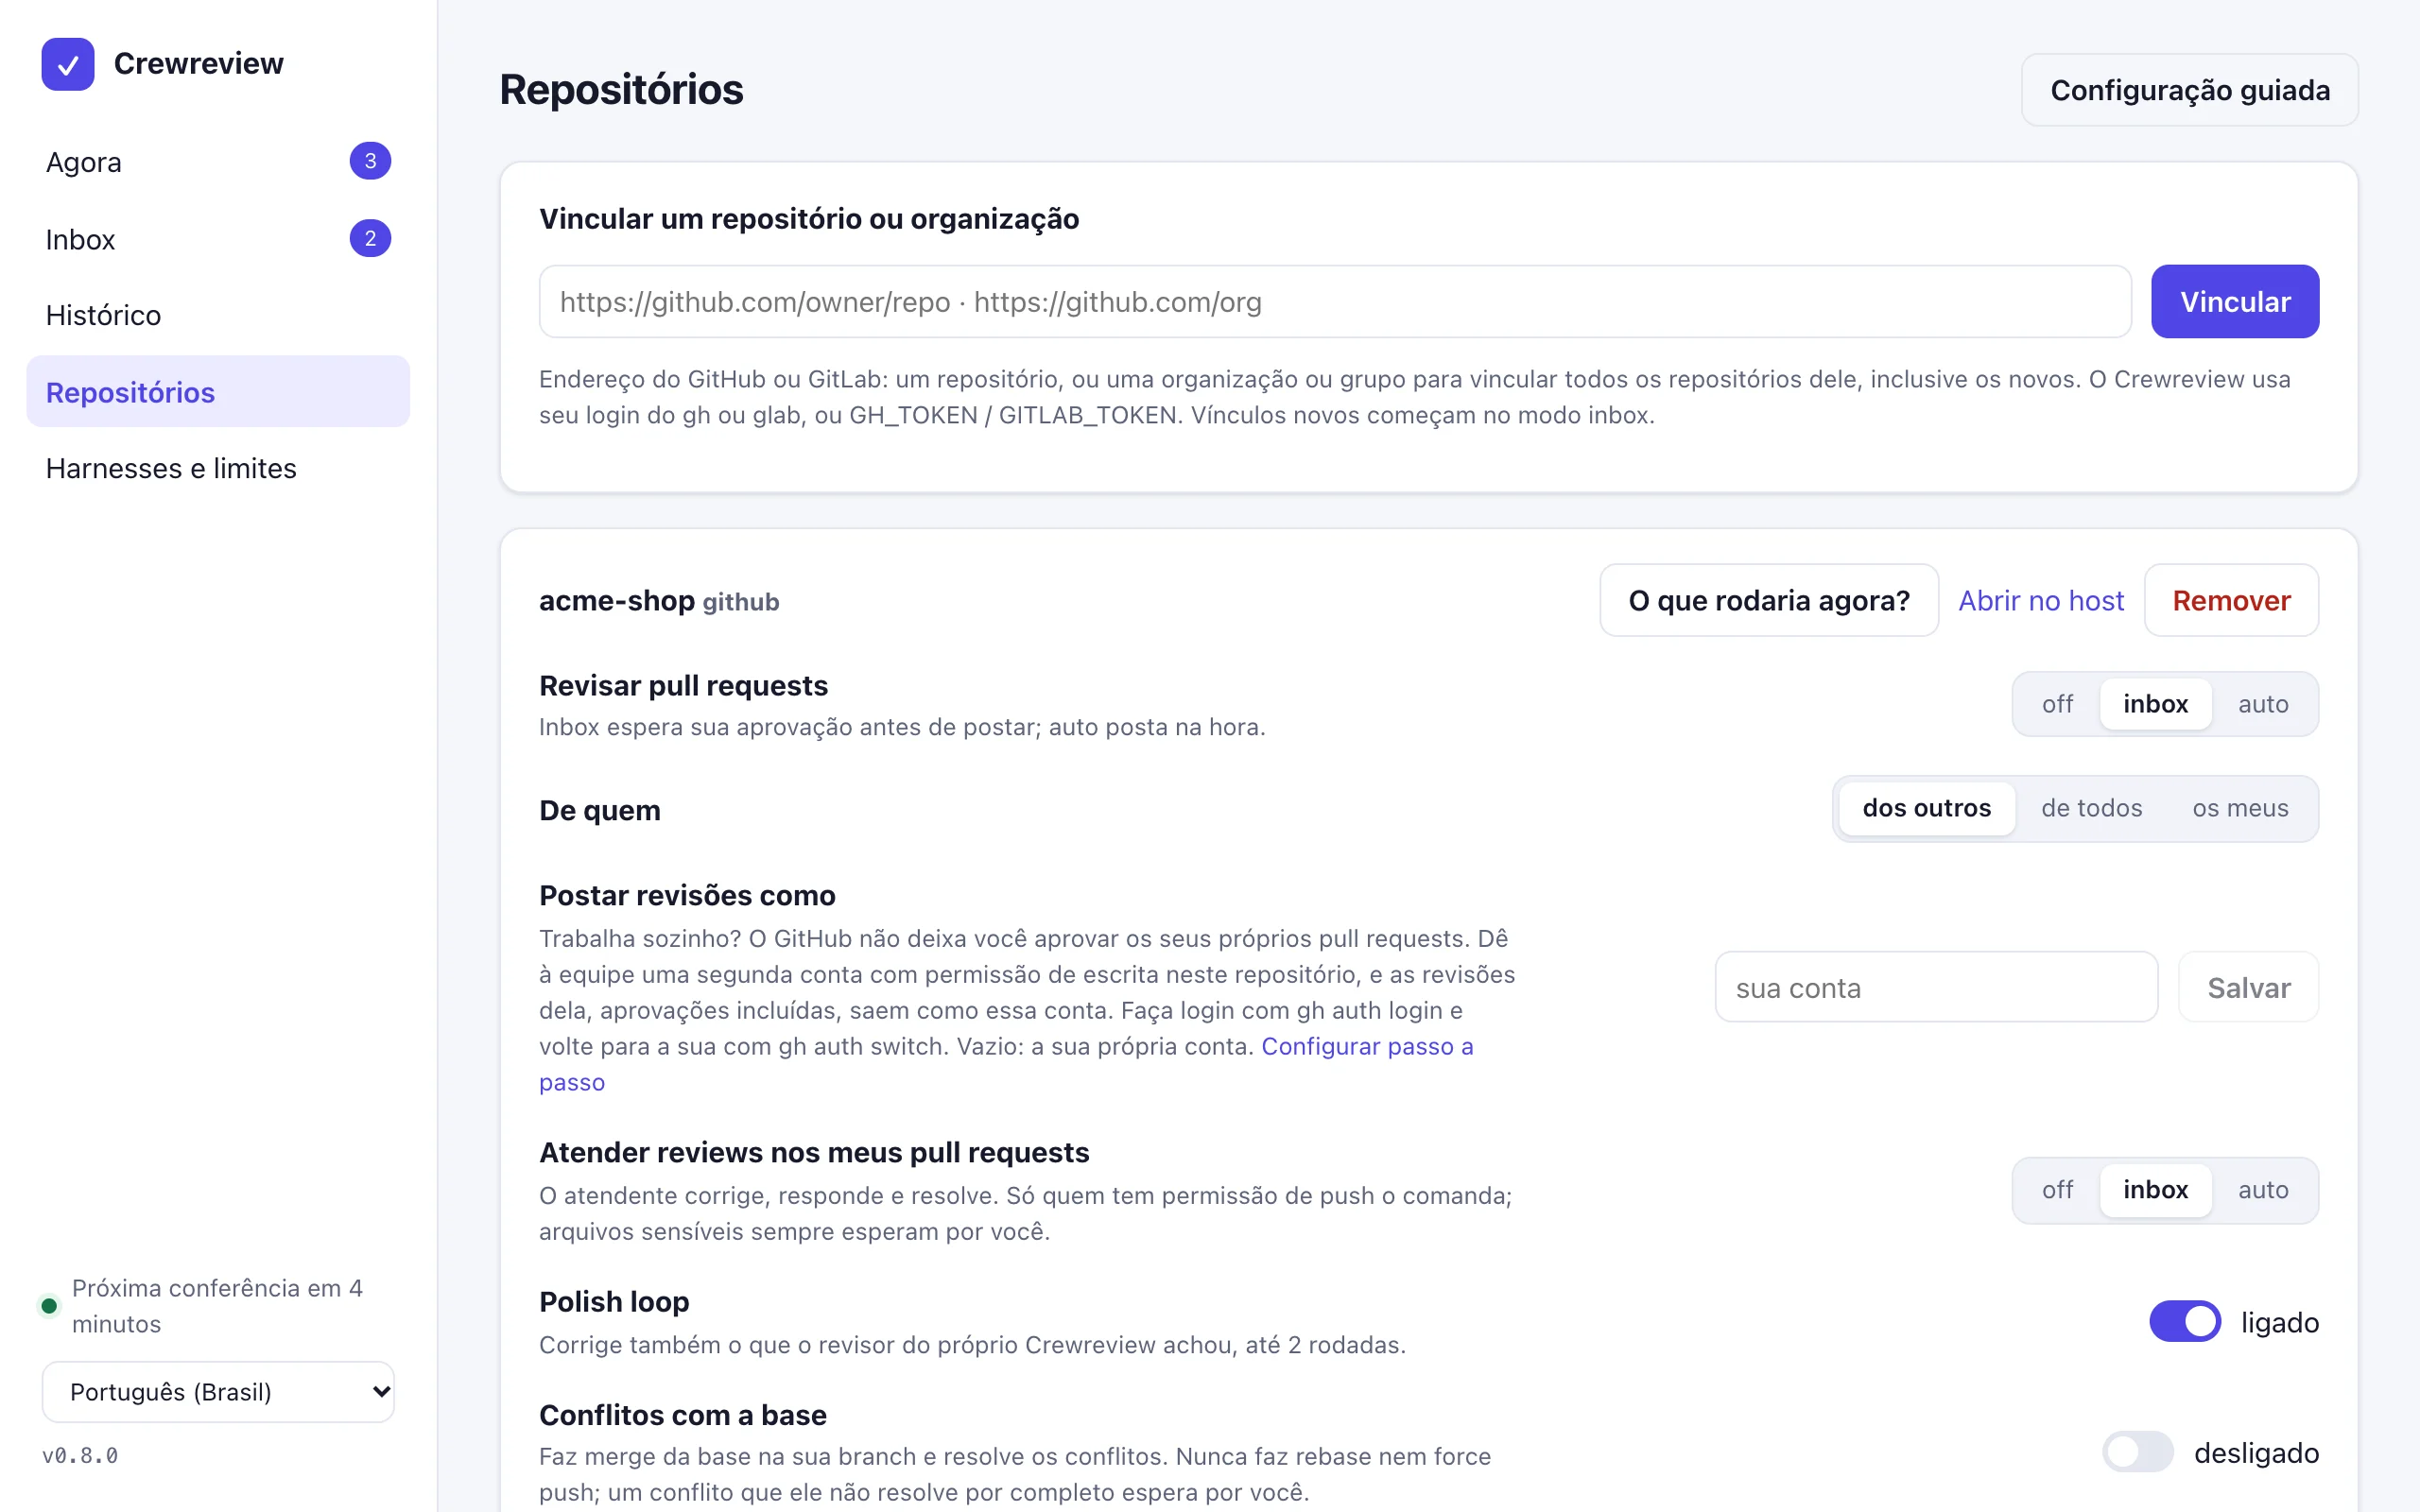 Crewreview
Agora 3
Inbox 2
Histórico
Repositórios
Harnesses e limites
Próxima conferência em 4
minutos
Português (Brasil)
v0.8.0
Repositórios
Configuração guiada
Vincular um repositório ou organização
https://github.com/owner/repo · https://github.com/org
Vincular
Endereço do GitHub ou GitLab: um repositório, ou uma organização ou grupo para vincular todos os repositórios dele, inclusive os novos. O Crewreview usa
seu login do gh ou glab, ou GH_TOKEN / GITLAB_TOKEN. Vínculos novos começam no modo inbox.
acme-shop github
O que rodaria agora? Abrir no host Remover
Revisar pull requests
Inbox espera sua aprovação antes de postar; auto posta na hora.
off inbox auto
De quem
dos outros de todos os meus
Postar revisões como
Trabalha sozinho? O GitHub não deixa você aprovar os seus próprios pull requests. Dê
à equipe uma segunda conta com permissão de escrita neste repositório, e as revisões
dela, aprovações incluídas, saem como essa conta. Faça login com gh auth login e
volte para a sua com gh auth switch. Vazio: a sua própria conta. Configurar passo a
passo
sua conta Salvar
Atender reviews nos meus pull requests
O atendente corrige, responde e resolve. Só quem tem permissão de push o comanda;
arquivos sensíveis sempre esperam por você.
off inbox auto
Polish loop
Corrige também o que o revisor do próprio Crewreview achou, até 2 rodadas.
ligado
Conflitos com a base
Faz merge da base na sua branch e resolve os conflitos. Nunca faz rebase nem force
push; um conflito que ele não resolve por completo espera por você.
desligado